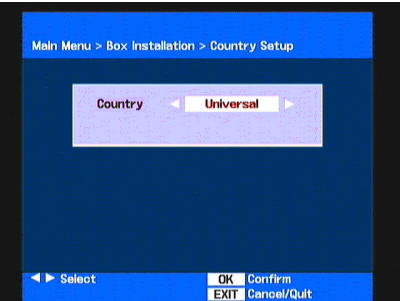 Main Menu > Box Installation > Country Setup
Country Universal
Select OK Confirm
EXIT Cancel/Quit